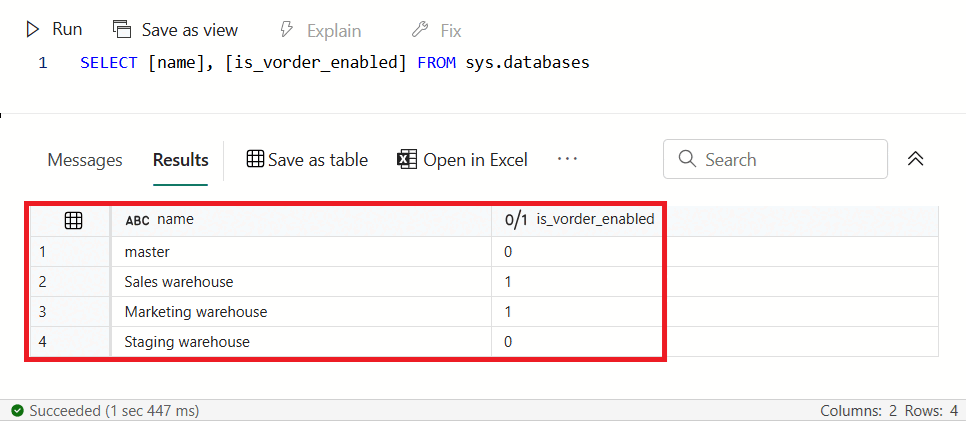 Run Save as view Explain Fix
1 SELECT [name], [is_vorder_enabled] FROM sys.databases
Messages Results Save as table Open in Excel ... Search
ABC name 0/1 is_vorder_enabled
1 master 0
2 Sales warehouse 1
3 Marketing warehouse 1
4 Staging warehouse 0
Succeeded (1 sec 447 ms) Columns: 2 Rows: 4